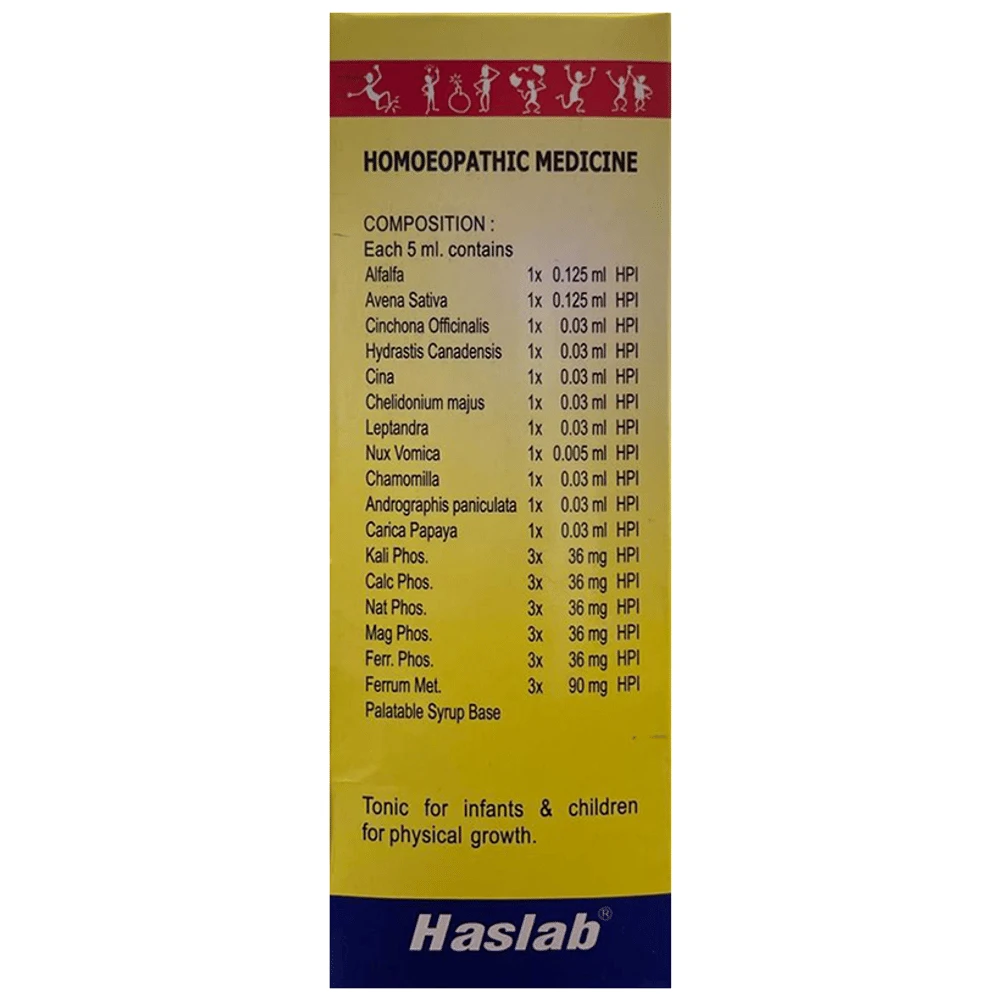 HOMOEOPATHIC MEDICINE
COMPOSITION :
Each 5 ml. contains
Alfalfa 1x 0.125 ml HPI
Avena Sativa 1x 0.125 ml HPI
Cinchona Officinalis 1x 0.03 ml HPI
Hydrastis Canadensis 1x 0.03 ml HPI
Cina 1x 0.03 ml HPI
Chelidonium majus 1x 0.03 ml HPI
Leptandra 1x 0.03 ml HPI
Nux Vomica 1x 0.005 ml HPI
Chamomilla 1x 0.03 ml HPI
Andrographis paniculata 1x 0.03 ml HPI
Carica Papaya 1x 0.03 ml HPI
Kali Phos. 3x 36 mg HPI
Calc Phos. 3x 36 mg HPI
Nat Phos. 3x 36 mg HPI
Mag Phos. 3x 36 mg HPI
Ferr. Phos. 3x 36 mg HPI
Ferrum Met. 3x 90 mg HPI
Palatable Syrup Base
Tonic for infants & children
for physical growth.
Haslab®